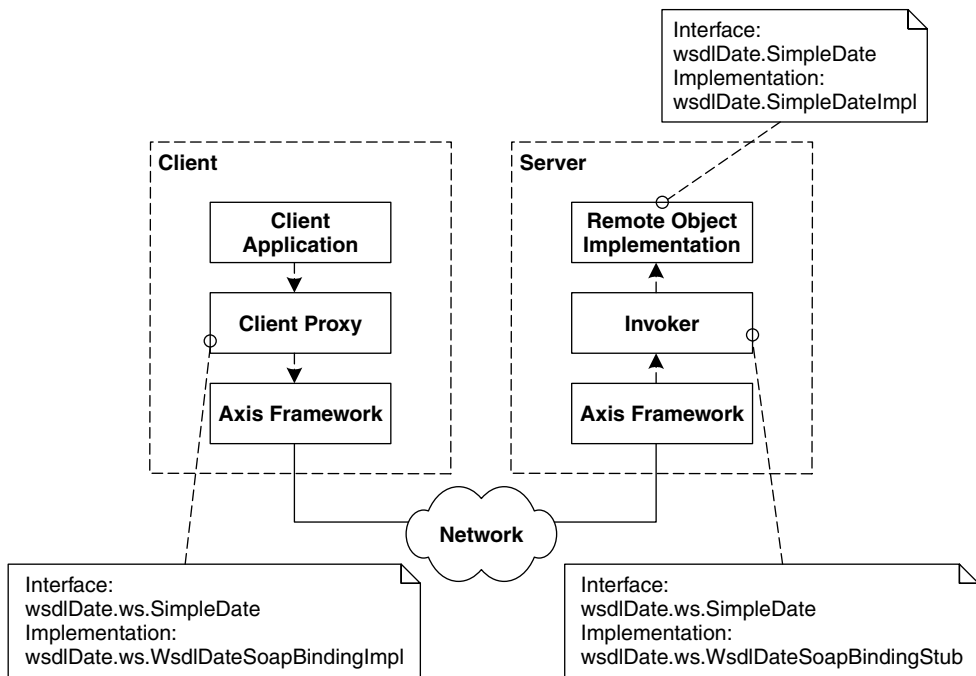 Interface:
wsdlDate.SimpleDate
Implementation:
wsdlDate.SimpleDateImpl
Client
Server
Client
Application
Remote Object
Implementation
Client Proxy
Invoker
Axis Framework
Axis Framework
Network
Interface:
wsdlDate.ws.SimpleDate
Implementation:
wsdlDate.ws.WsdlDateSoapBindingImpl
Interface:
wsdlDate.ws.SimpleDate
Implementation:
wsdlDate.ws.WsdlDateSoapBindingStub